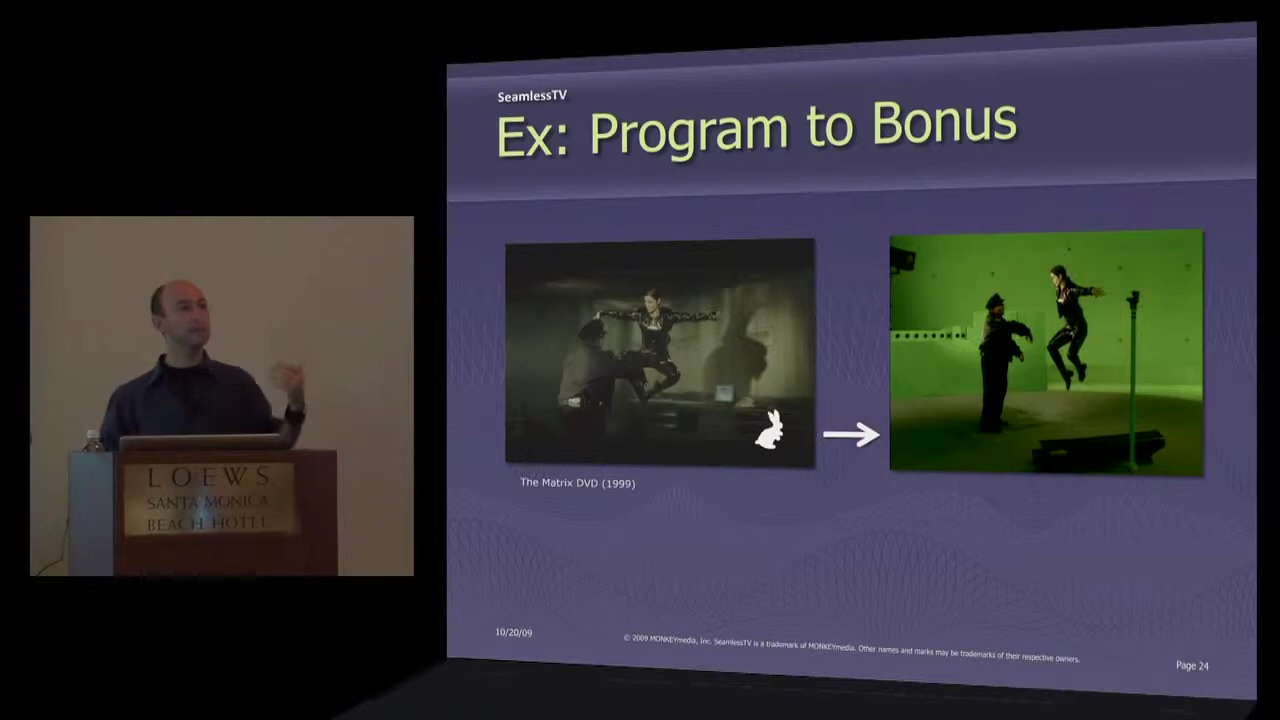 SeamlessTV
Ex: Program to Bonus
The Matrix DVD (1999)
LOEWS
SANTA MONICA
BEACH HOTEL
10/20/09
© 2009 MONKEYmedia, Inc. SeamlessTV is a trademark of MONKEYmedia. Other names and marks may be trademarks of their respective owners.
Page 24